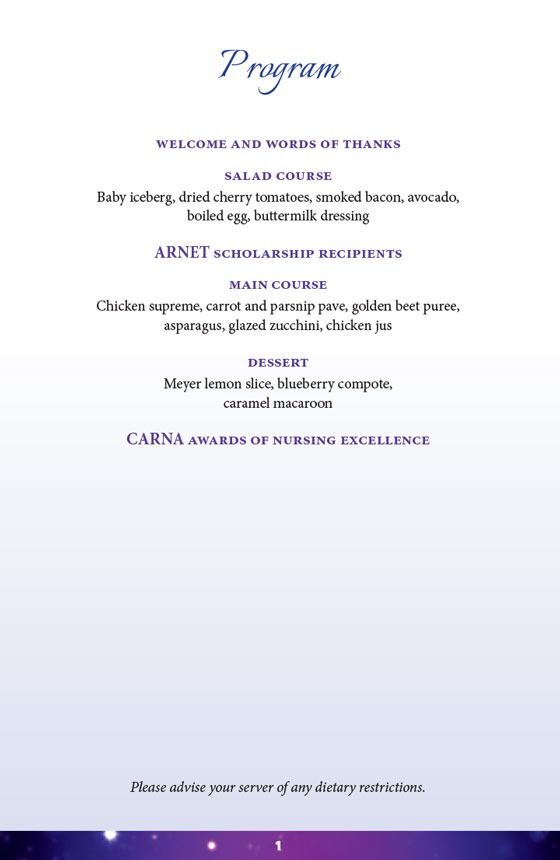 Program
WELCOME AND WORDS OF THANKS
SALAD COURSE
Baby iceberg, dried cherry tomatoes, smoked bacon, avocado,
boiled egg, buttermilk dressing
ARNET SCHOLARSHIP RECIPIENTS
MAIN COURSE
Chicken supreme, carrot and parsnip pave, golden beet puree,
asparagus, glazed zucchini, chicken jus
DESSERT
Meyer lemon slice, blueberry compote,
caramel macaroon
CARNA AWARDS OF NURSING EXCELLENCE
Please advise your server of any dietary restrictions.
1